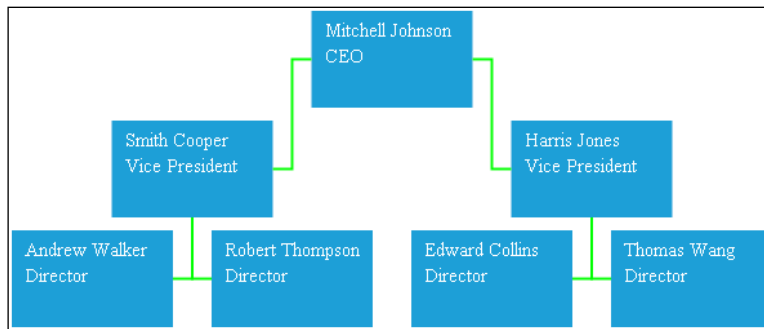 Mitchell Johnson
CEO
Smith Cooper
Vice President
Harris Jones
Vice President
Andrew Walker
Director
Robert Thompson
Director
Edward Collins
Director
Thomas Wang
Director